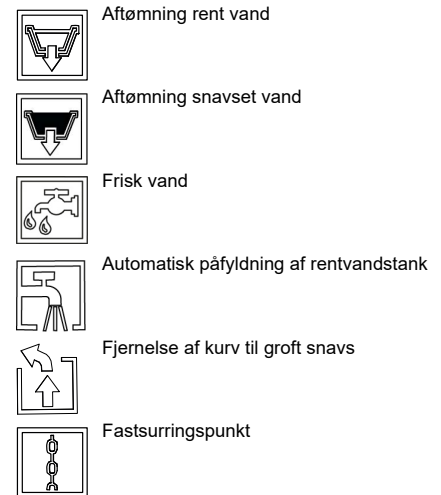 Aftømning rent vand
Aftømning snavset vand
Frisk vand
Automatisk påfyldning af rentvandstank
Fjernelse af kurv til groft snavs
Fastsurringspunkt